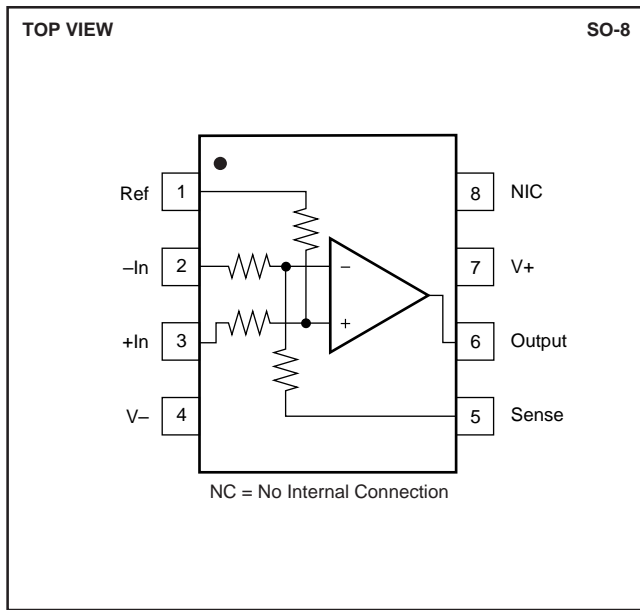 TOP VIEW SO-8
Ref 1 8 NIC
–In 2 – 7 V+
+In 3 + 6 Output
V– 4 5 Sense
NC = No Internal Connection